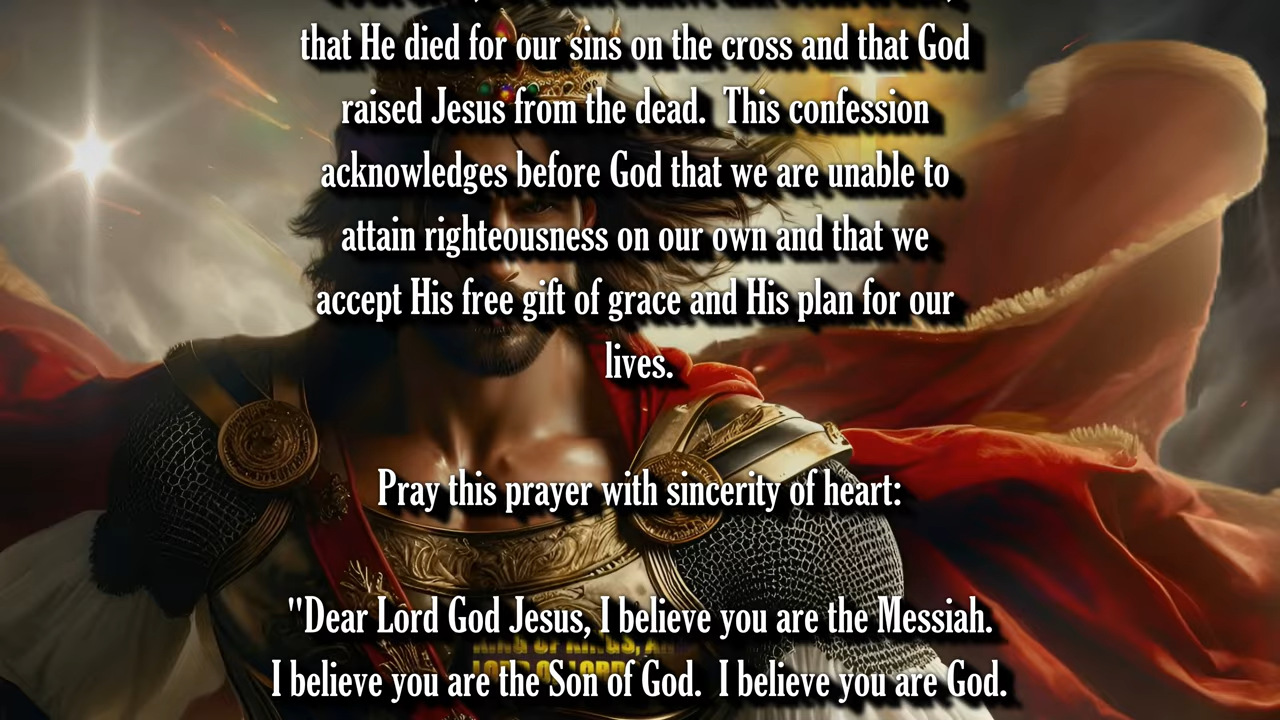 that He died for our sins on the cross and that God
raised Jesus from the dead.  This confession
acknowledges before God that we are unable to
attain righteousness on our own and that we
accept His free gift of grace and His plan for our
lives.
Pray this prayer with sincerity of heart:
"Dear Lord God Jesus, I believe you are the Messiah.
KING OF KINGS,
I believe you are the Son of God.  I believe you are God.